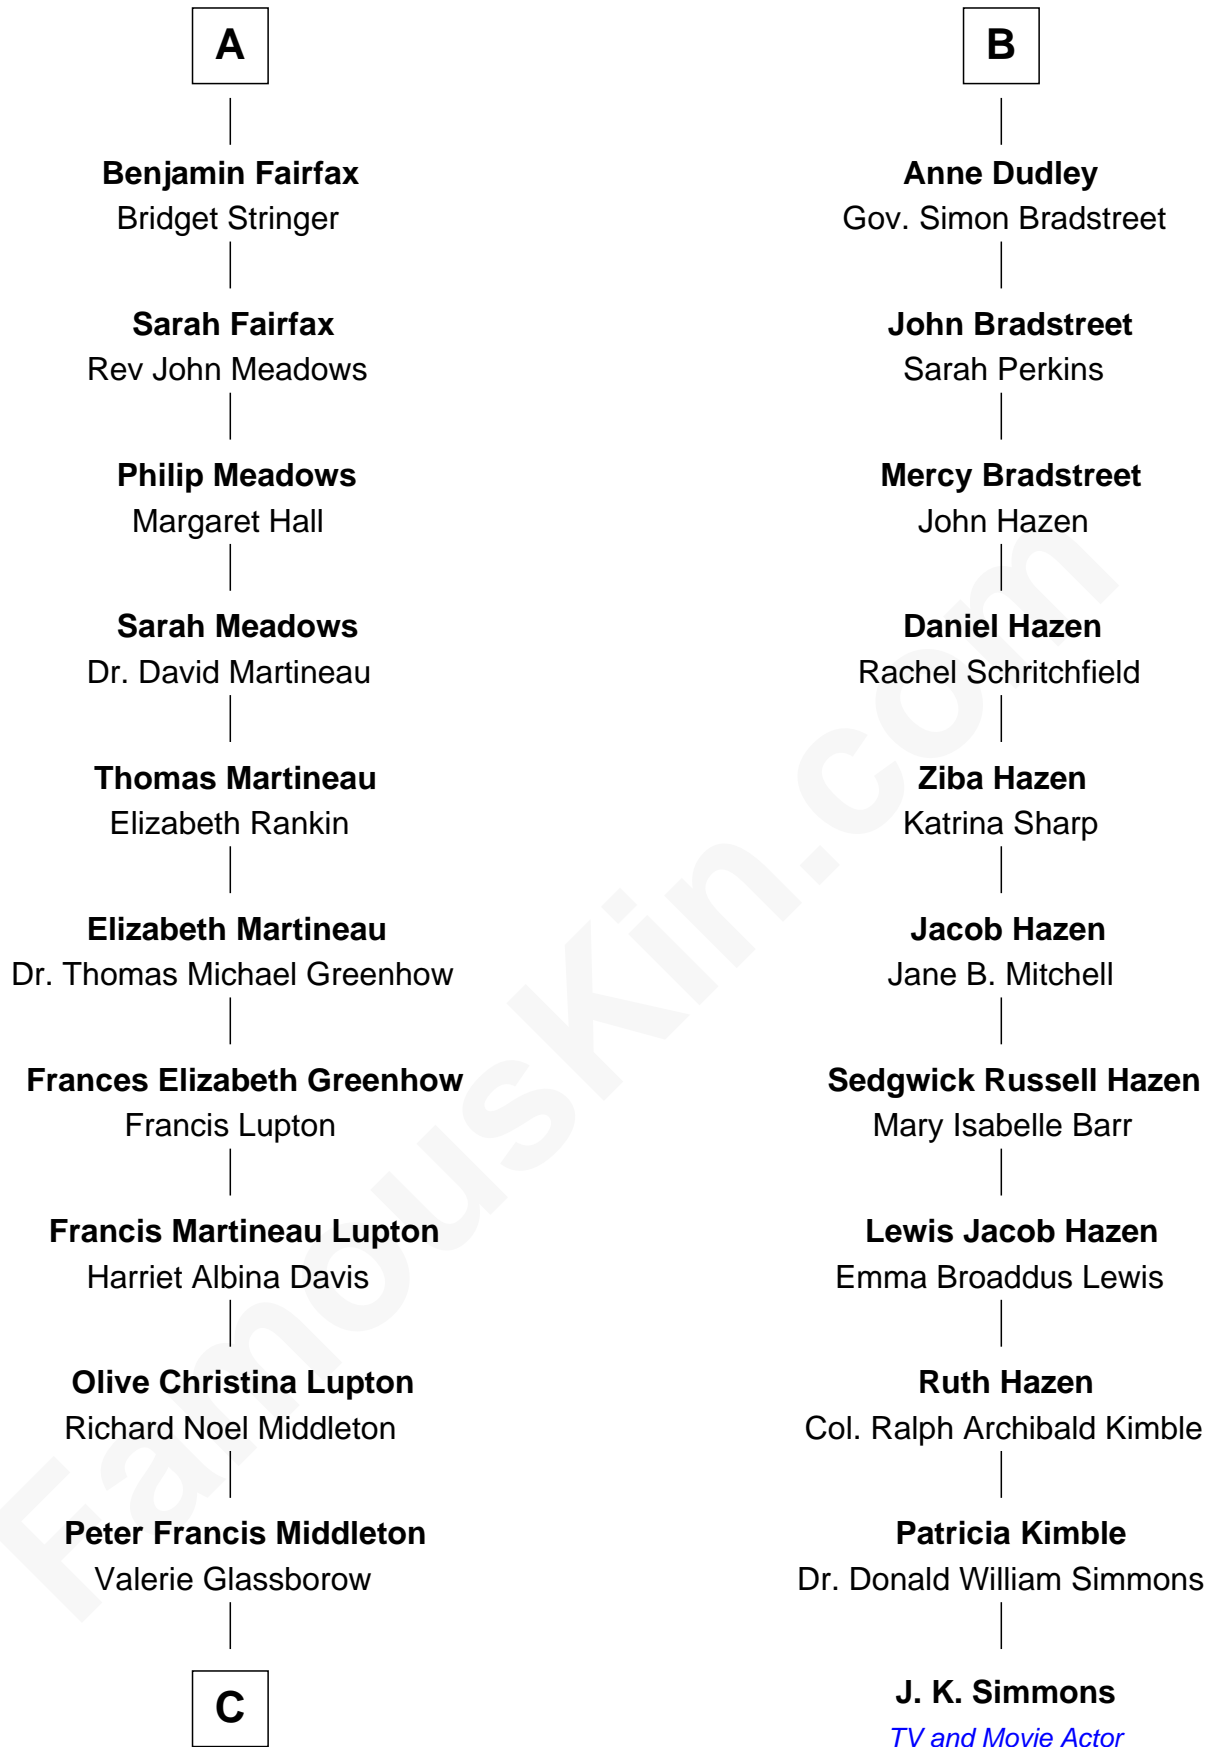 A
Benjamin Fairfax
Bridget Stringer
Sarah Fairfax
Rev John Meadows
Philip Meadows
Margaret Hall
Sarah Meadows
Dr. David Martineau
Thomas Martineau
Elizabeth Rankin
Elizabeth Martineau
Dr. Thomas Michael Greenhow
Frances Elizabeth Greenhow
Francis Lupton
Francis Martineau Lupton
Harriet Albina Davis
Olive Christina Lupton
Richard Noel Middleton
Peter Francis Middleton
Valerie Glassborow
C
B
Anne Dudley
Gov. Simon Bradstreet
John Bradstreet
Sarah Perkins
Mercy Bradstreet
John Hazen
Daniel Hazen
Rachel Schritchfield
Ziba Hazen
Katrina Sharp
Jacob Hazen
Jane B. Mitchell
Sedgwick Russell Hazen
Mary Isabelle Barr
Lewis Jacob Hazen
Emma Broaddus Lewis
Ruth Hazen
Col. Ralph Archibald Kimble
Patricia Kimble
Dr. Donald William Simmons
J. K. Simmons
TV and Movie Actor
FamousKin.com